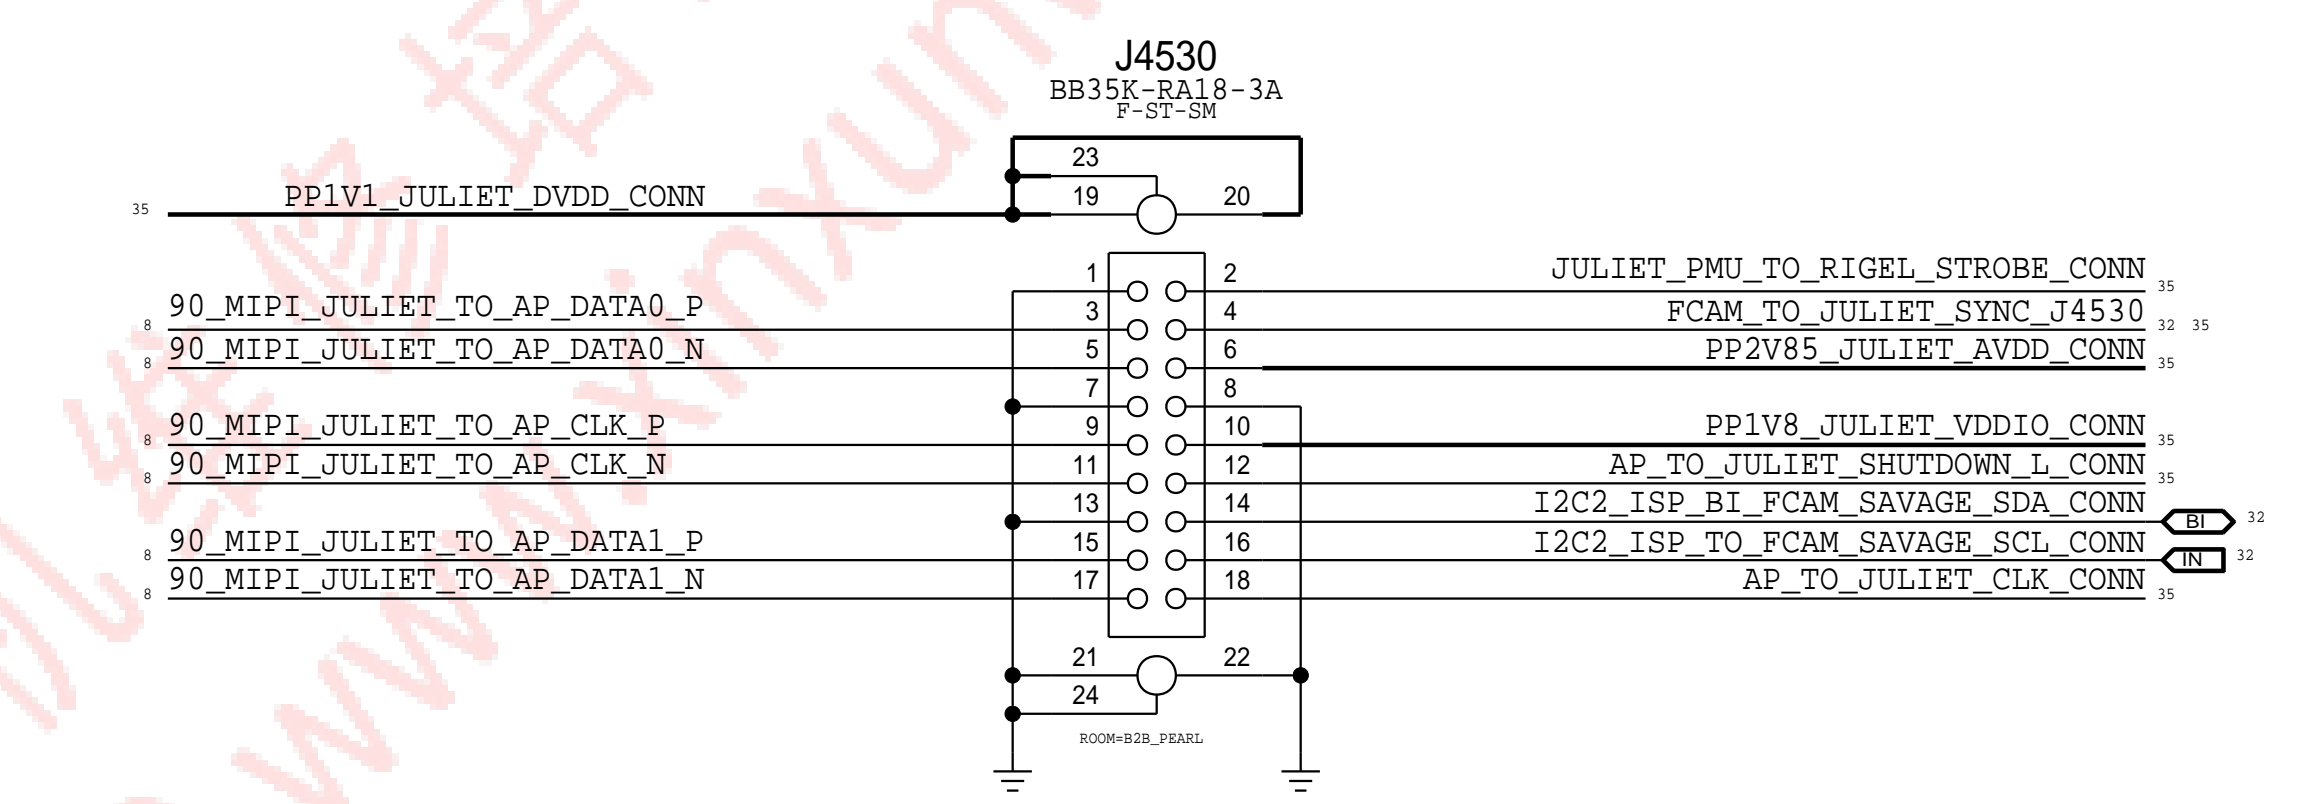 J4530
BB35K-RA18-3A
F-ST-SM
23
35 PP1V1_JULIET_DVDD_CONN 19 20
1 2 JULIET_PMU_TO_RIGEL_STROBE_CONN 35
8 90_MIPI_JULIET_TO_AP_DATA0_P 3 4 FCAM_TO_JULIET_SYNC_J4530 32 35
8 90_MIPI_JULIET_TO_AP_DATA0_N 5 6 PP2V85_JULIET_AVDD_CONN 35
7 8
8 90_MIPI_JULIET_TO_AP_CLK_P 9 10 PP1V8_JULIET_VDDIO_CONN 35
8 90_MIPI_JULIET_TO_AP_CLK_N 11 12 AP_TO_JULIET_SHUTDOWN_L_CONN 35
13 14 I2C2_ISP_BI_FCAM_SAVAGE_SDA_CONN BI 32
8 90_MIPI_JULIET_TO_AP_DATA1_P 15 16 I2C2_ISP_TO_FCAM_SAVAGE_SCL_CONN IN 32
8 90_MIPI_JULIET_TO_AP_DATA1_N 17 18 AP_TO_JULIET_CLK_CONN 35
21 22
24
ROOM=B2B_PEARL